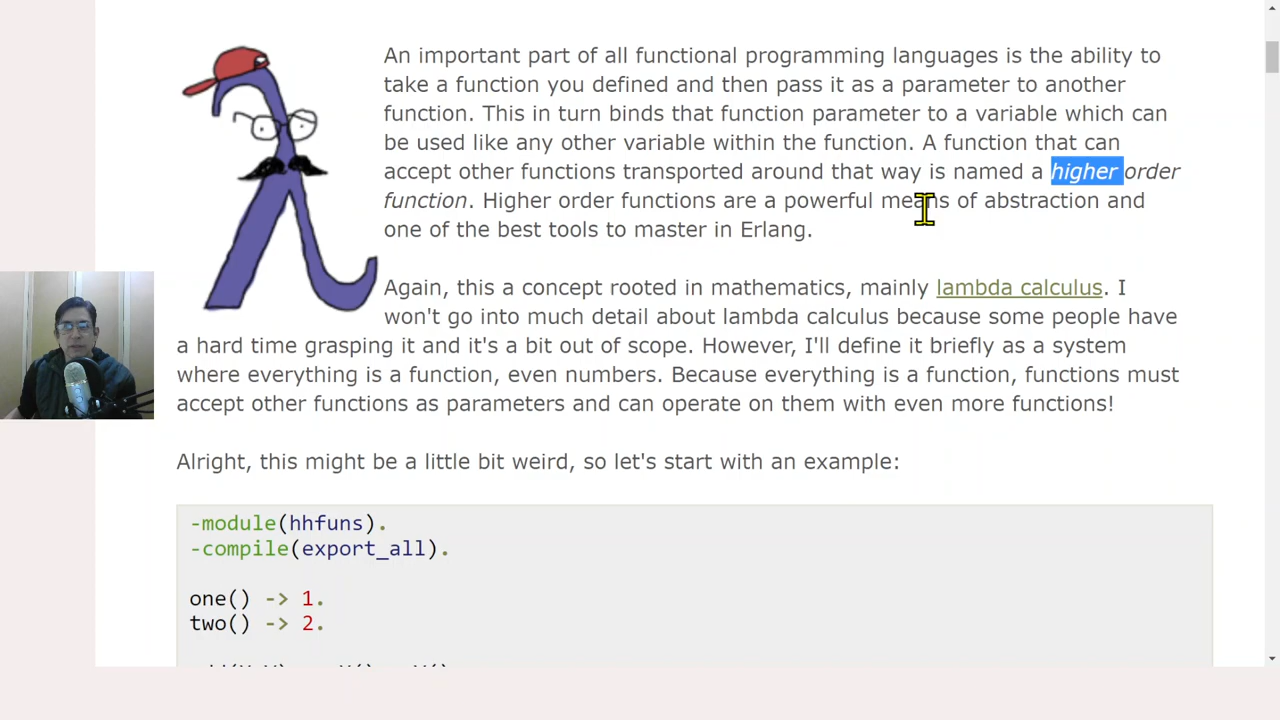 An important part of all functional programming languages is the ability to
take a function you defined and then pass it as a parameter to another
function. This in turn binds that function parameter to a variable which can
be used like any other variable within the function. A function that can
accept other functions transported around that way is named a higher order
function. Higher order functions are a powerful means of abstraction and
one of the best tools to master in Erlang.
Again, this a concept rooted in mathematics, mainly lambda calculus. I
won't go into much detail about lambda calculus because some people have
a hard time grasping it and it's a bit out of scope. However, I'll define it briefly as a system
where everything is a function, even numbers. Because everything is a function, functions must
accept other functions as parameters and can operate on them with even more functions!
Alright, this might be a little bit weird, so let's start with an example:
-module(hhfuns).
-compile(export_all).
one() -> 1.
two() -> 2.